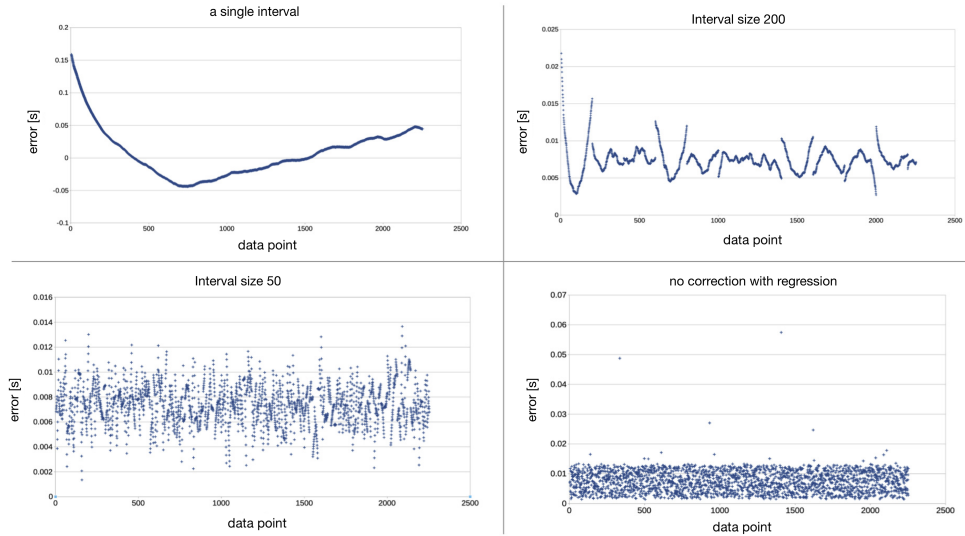 a single interval
0.2
0.15
0.1
0.05
0
-0.05
-0.1
error [s]
0 500 1000 1500 2000 2500
data point
Interval size 200
0.025
0.02
0.015
0.01
0.005
0
error [s]
0 500 1000 1500 2000 2500
data point
Interval size 50
0.016
0.014
0.012
0.01
0.008
0.006
0.004
0.002
0
error [s]
0 500 1000 1500 2000 2500
data point
no correction with regression
0.07
0.06
0.05
0.04
0.03
0.02
0.01
0
error [s]
0 500 1000 1500 2000 2500
data point